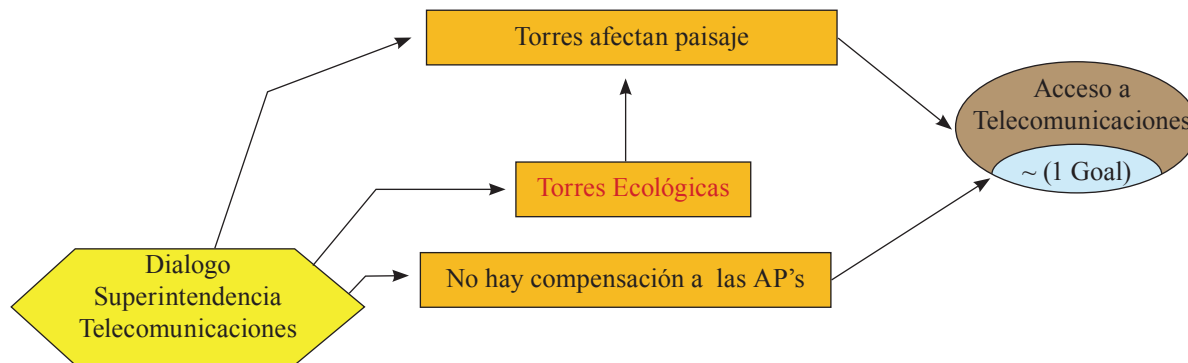 Torres afectan paisaje
Acceso a
Telecomunicaciones
~ (1 Goal)
Torres Ecológicas
No hay compensación a las AP’s
Dialogo
Superintendencia
Telecomunicaciones